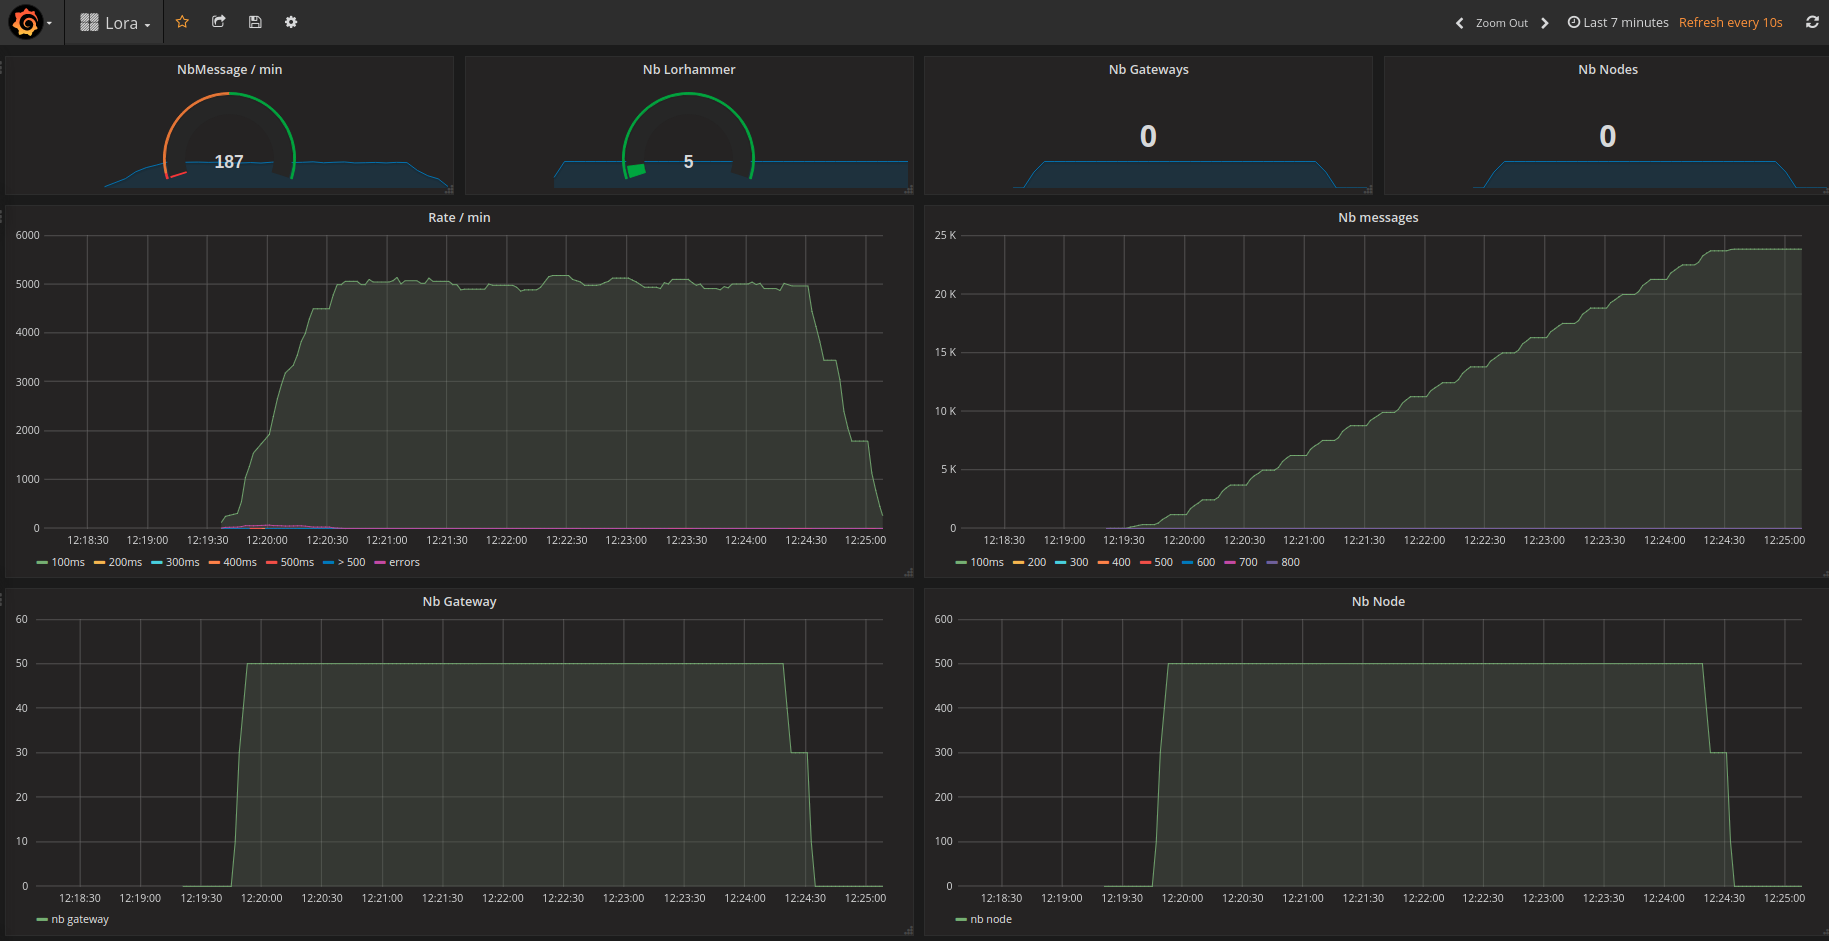 Lora
Zoom Out
Last 7 minutes
Refresh every 10s
NbMessage / min
187
Nb Lorhammer
5
Nb Gateways
0
Nb Nodes
0
Rate / min
6000
5000
4000
3000
2000
1000
0
12:18:30 12:19:00 12:19:30 12:20:00 12:20:30 12:21:00 12:21:30 12:22:00 12:22:30 12:23:00 12:23:30 12:24:00 12:24:30 12:25:00
100ms 200ms 300ms 400ms 500ms > 500 errors
Nb messages
25 K
20 K
15 K
10 K
5 K
0
12:18:30 12:19:00 12:19:30 12:20:00 12:20:30 12:21:00 12:21:30 12:22:00 12:22:30 12:23:00 12:23:30 12:24:00 12:24:30 12:25:00
100ms 200 300 400 500 600 700 800
Nb Gateway
60
50
40
30
20
10
0
12:18:30 12:19:00 12:19:30 12:20:00 12:20:30 12:21:00 12:21:30 12:22:00 12:22:30 12:23:00 12:23:30 12:24:00 12:24:30 12:25:00
nb gateway
Nb Node
600
500
400
300
200
100
0
12:18:30 12:19:00 12:19:30 12:20:00 12:20:30 12:21:00 12:21:30 12:22:00 12:22:30 12:23:00 12:23:30 12:24:00 12:24:30 12:25:00
nb node